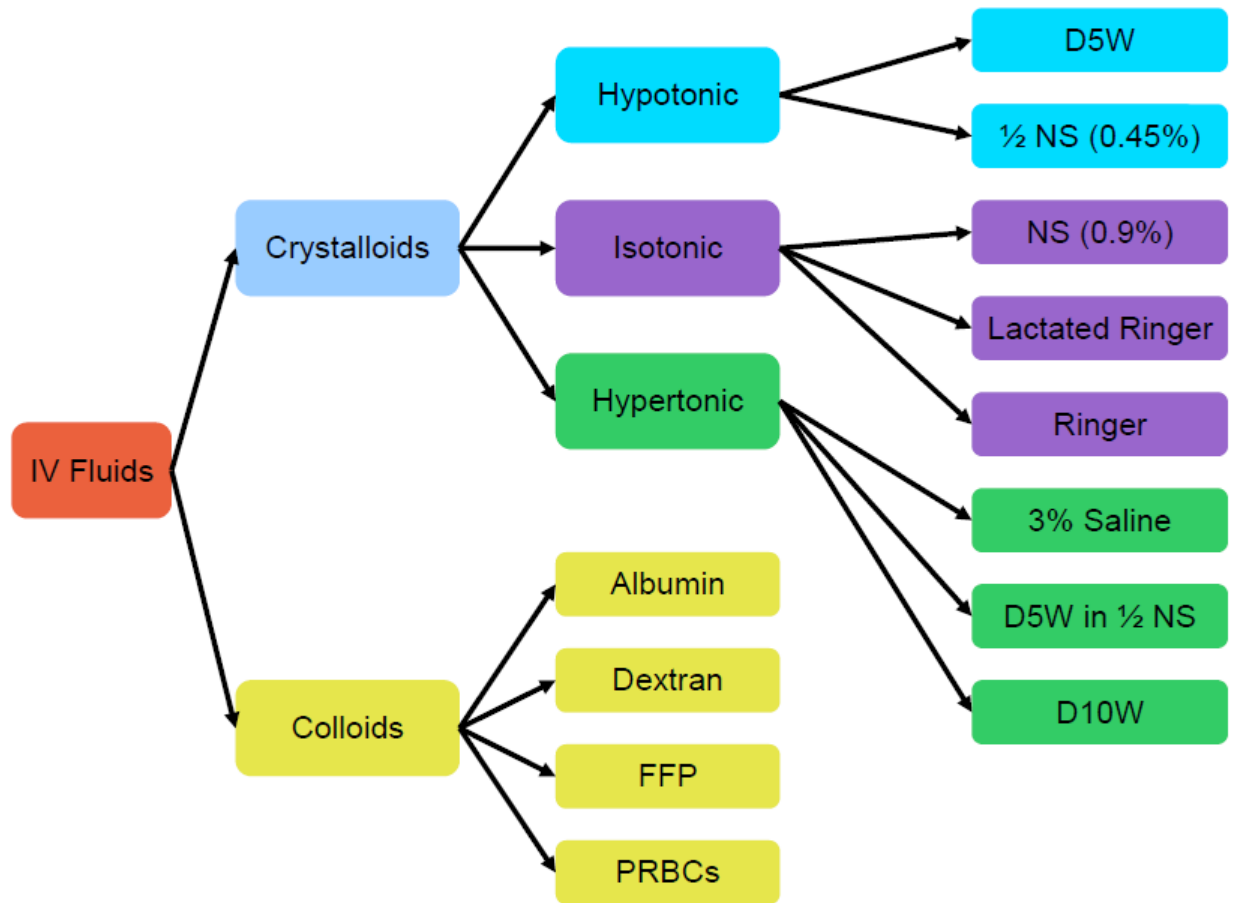 IV Fluids
Crystalloids
Colloids
Hypotonic
Isotonic
Hypertonic
Albumin
Dextran
FFP
PRBCs
D5W
½ NS (0.45%)
NS (0.9%)
Lactated Ringer
Ringer
3% Saline
D5W in ½ NS
D10W